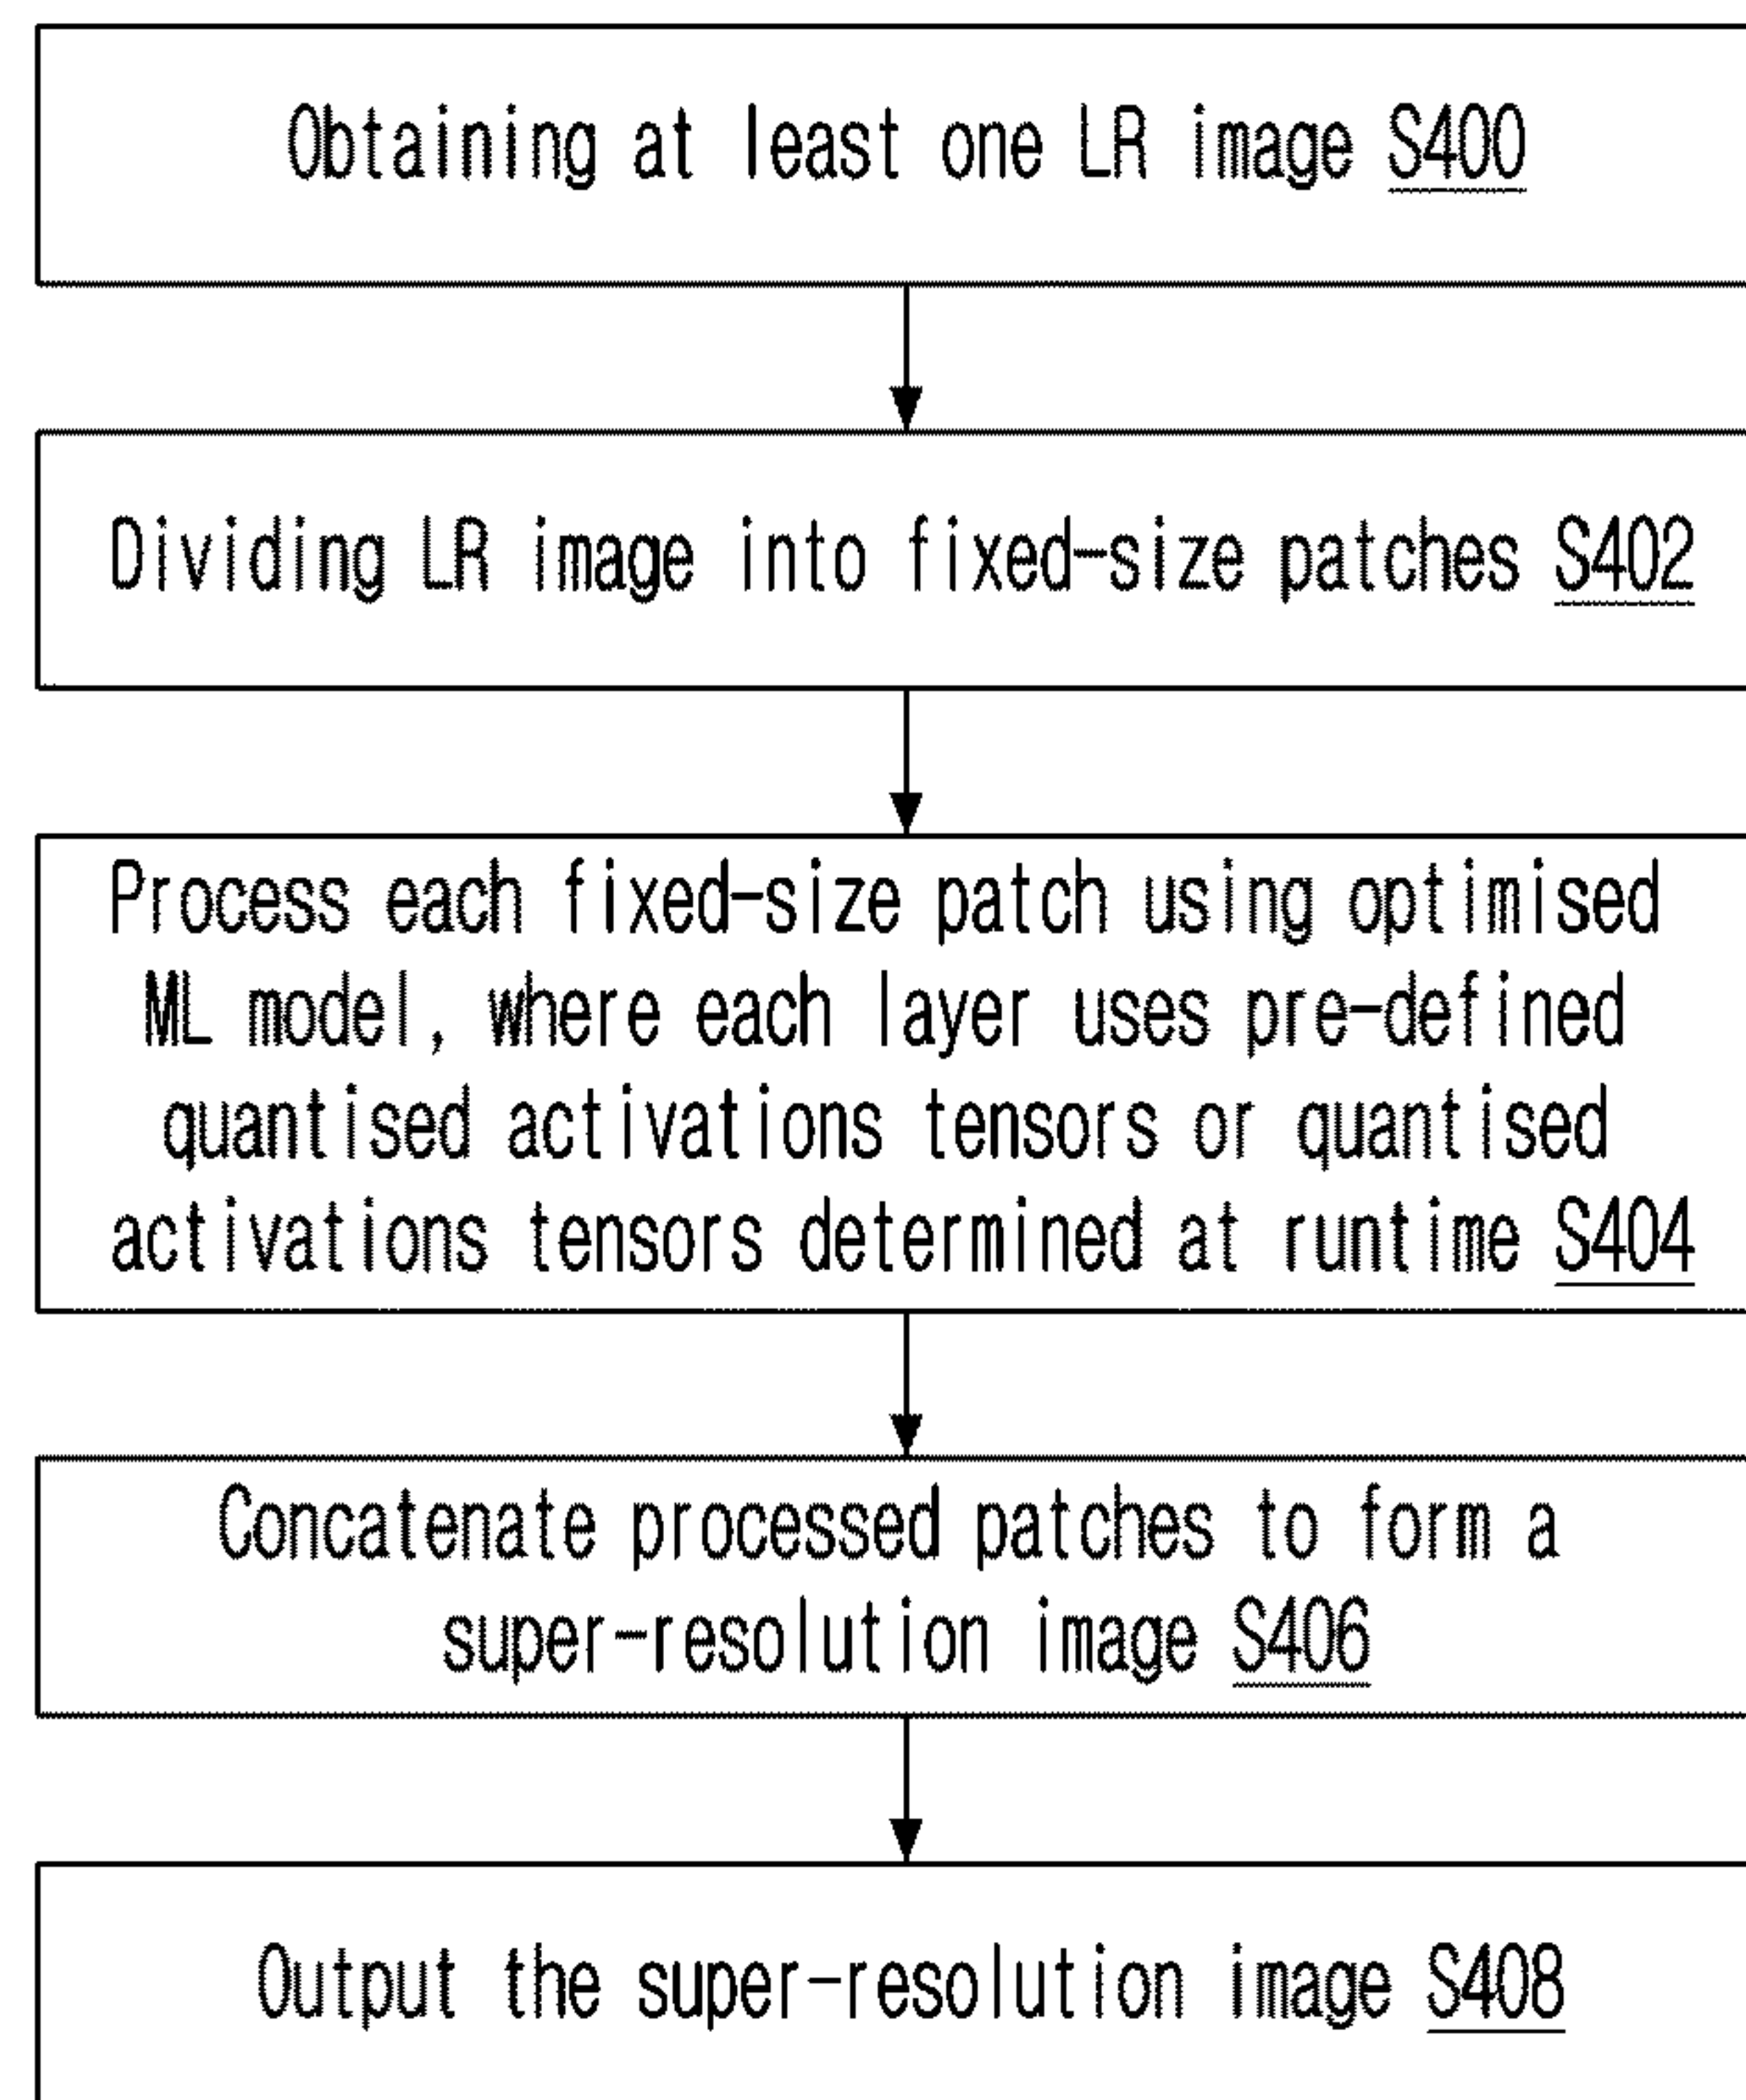 Obtaining at least one LR image S400
Dividing LR image into fixed-size patches S402
Process each fixed-size patch using optimised
ML model, where each layer uses pre-defined
quantised activations tensors or quantised
activations tensors determined at runtime S404
Concatenate processed patches to form a
super-resolution image S406
Output the super-resolution image S408